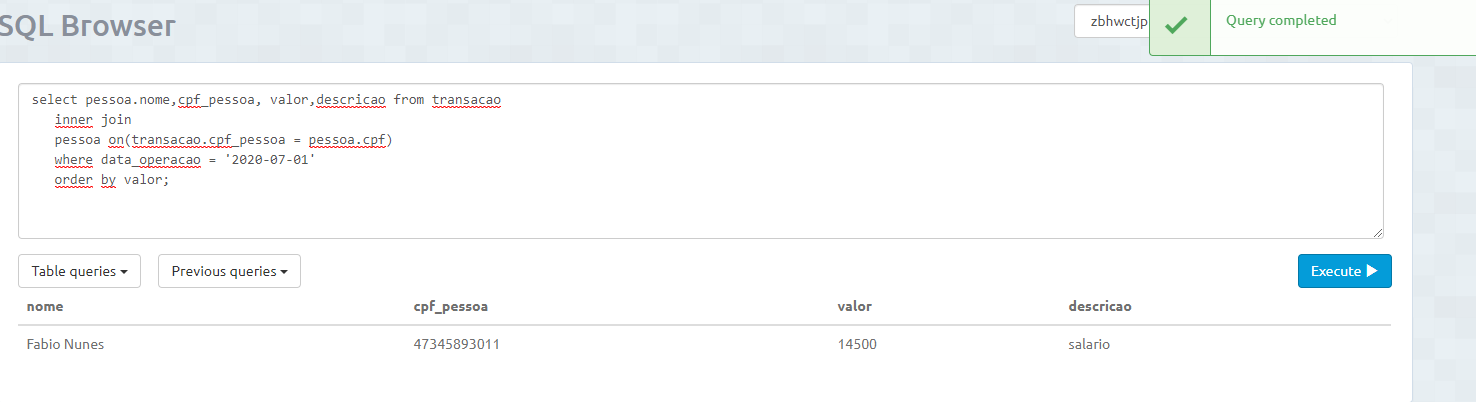 SQL Browser
zbhwctjp
Query completed
select pessoa.nome,cpf_pessoa, valor,descricao from transacao
inner join
pessoa on(transacao.cpf_pessoa = pessoa.cpf)
where data_operacao = '2020-07-01'
order by valor;
Table queries
Previous queries
Execute
nome cpf_pessoa valor descricao
Fabio Nunes 47345893011 14500 salario